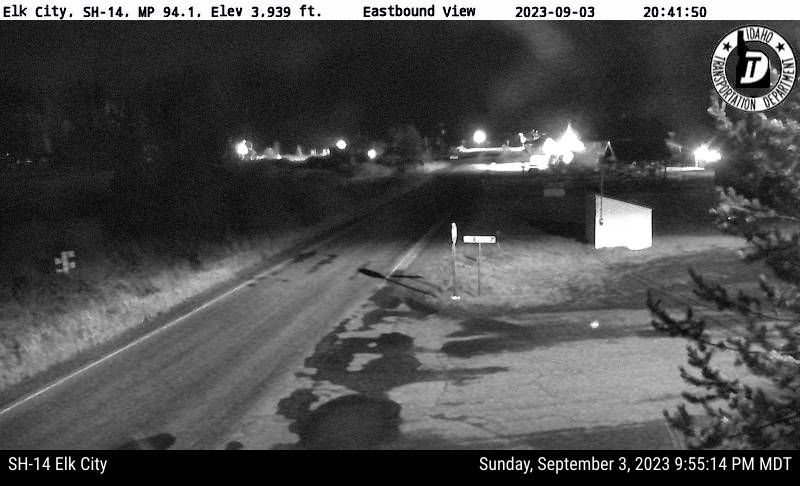 Elk City, SH-14, MP 94.1, Elev 3,939 ft. Eastbound View 2023-09-03 20:41:50
IDAHO
TRANSPORTATION DEPARTMENT
SH-14 Elk City Sunday, September 3, 2023 9:55:14 PM MDT